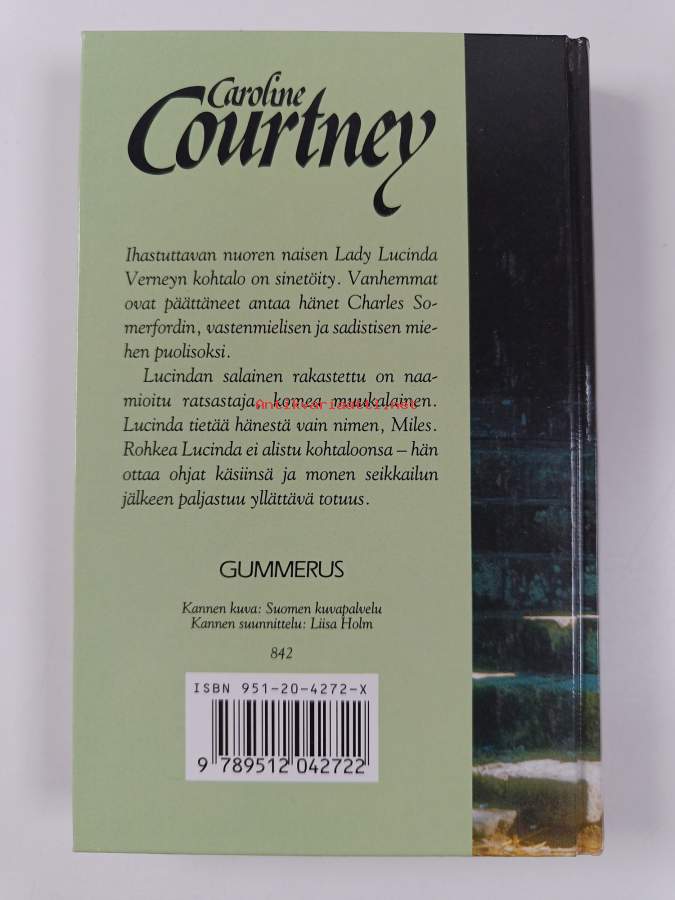 Caroline
Courtney
Ihastuttavan nuoren naisen Lady Lucinda
Verneyn kohtalo on sinetöity. Vanhemmat
ovat päättäneet antaa hänet Charles So-
merfordin, vastenmielisen ja sadistisen mie-
hen puolisoksi.
Lucindan salainen rakastettu on naa-
mioitu ratsastaja, komea muukalainen.
Antikvariaatti.net
Lucinda tietää hänestä vain nimen, Miles.
Rohkea Lucinda ei alistu kohtaloonsa – hän
ottaa ohjat käsiinsä ja monen seikkailun
jälkeen paljastuu yllättävä totuus.
GUMMERUS
Kannen kuva: Suomen kuvapalvelu
Kannen suunnittelu: Liisa Holm
842
ISBN 951-20-4272-X
9 789512 042722